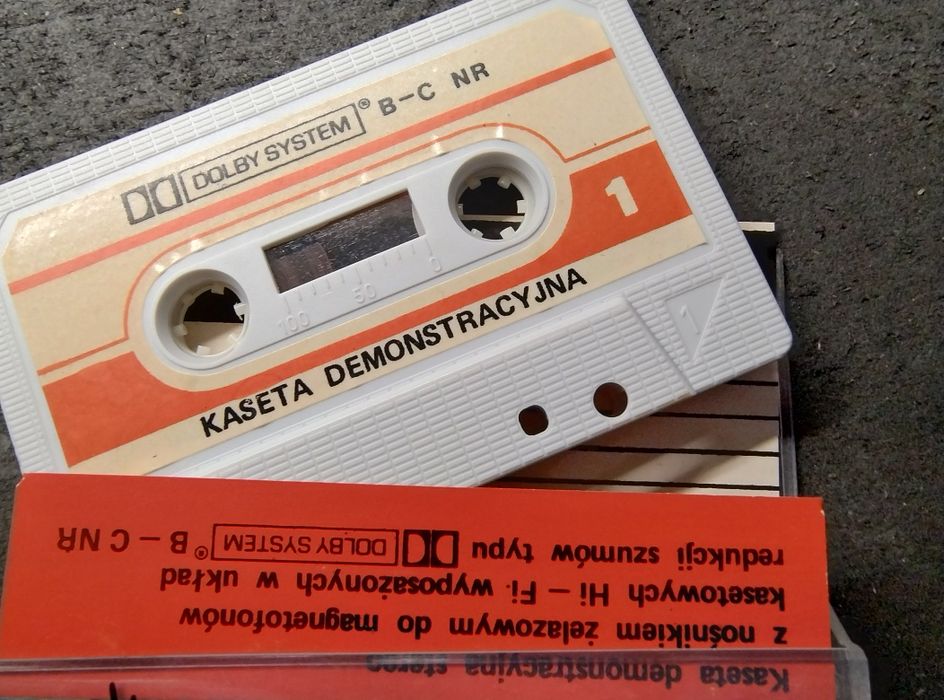 DOLBY SYSTEM® B-C NR
1
100 50 0
KASETA DEMONSTRACYJNA
1
Kaseta demonstracyjna stereo
z nośnikiem żelazowym do magnetofonów
kasetowych Hi – Fi. wyposażonych w układ
redukcji szumów typu DOLBY SYSTEM® B – C NR